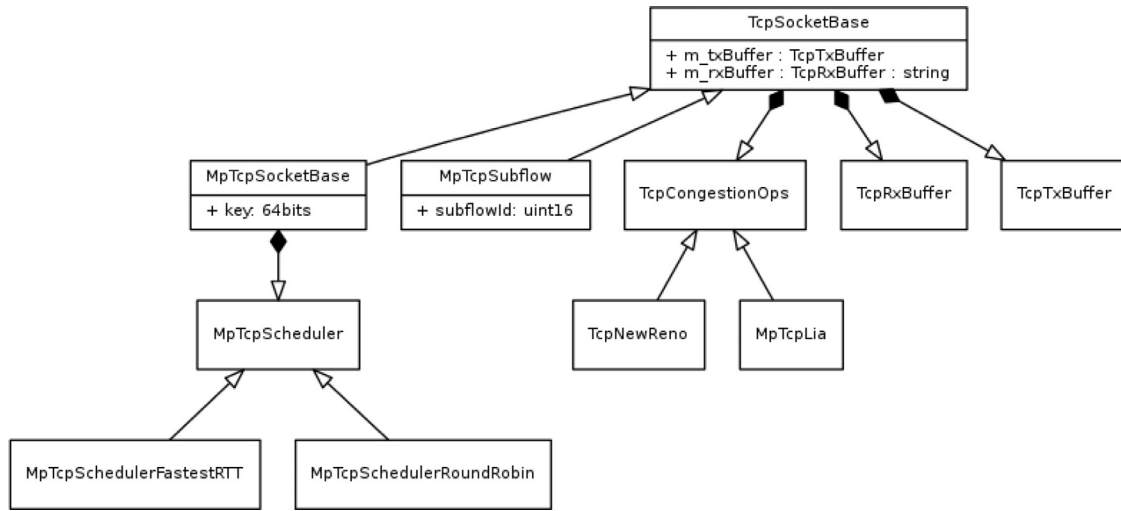 TcpSocketBase
+ m_txBuffer : TcpTxBuffer
+ m_rxBuffer : TcpRxBuffer : string
MpTcpSocketBase
+ key: 64bits
MpTcpSubflow
+ subflowId: uint16
TcpCongestionOps
TcpRxBuffer
TcpTxBuffer
MpTcpScheduler
TcpNewReno
MpTcpLia
MpTcpSchedulerFastestRTT
MpTcpSchedulerRoundRobin